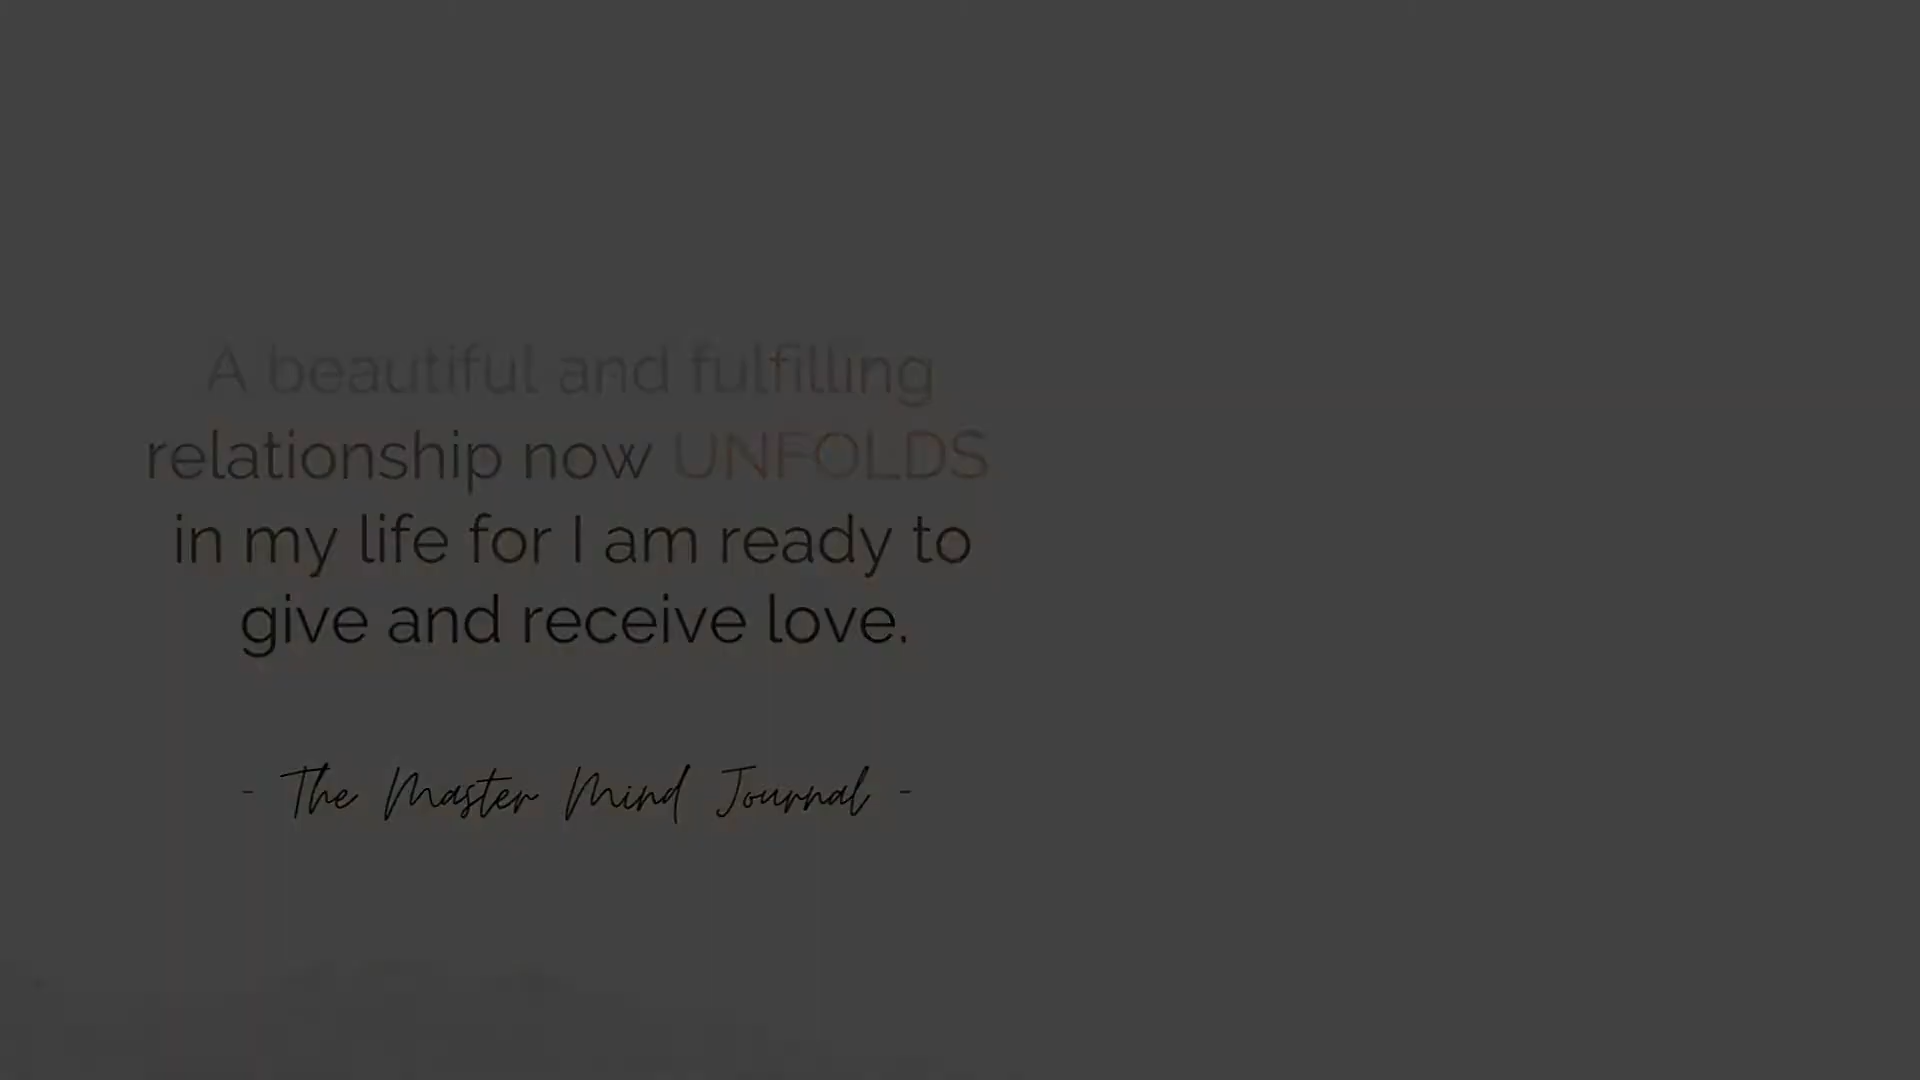 A beautiful and fulfilling
relationship now UNFOLDS
in my life for I am ready to
give and receive love.
- The Master Mind Journal -